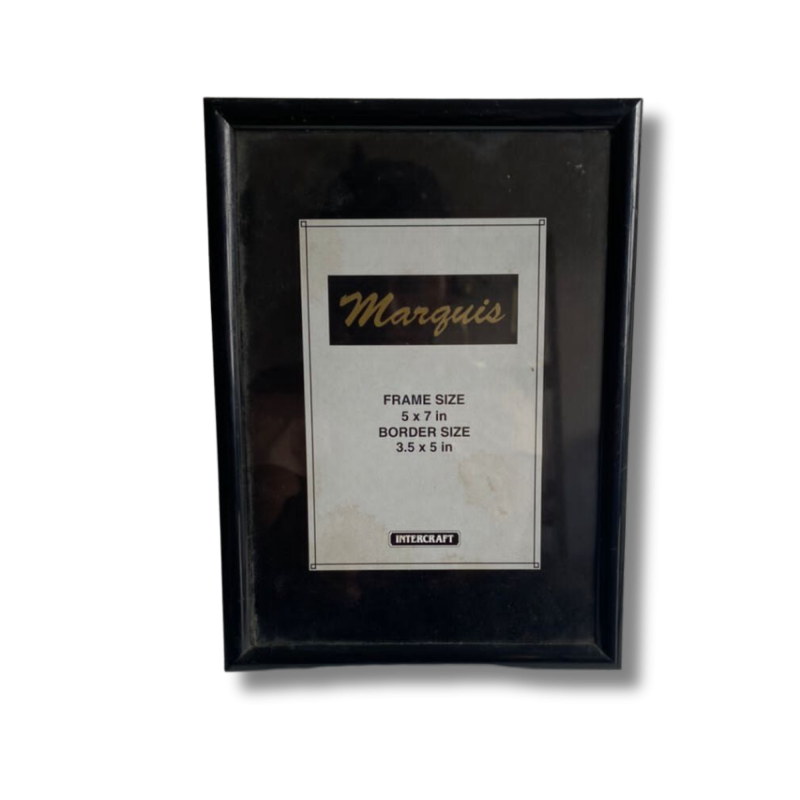 Marquis
FRAME SIZE
5 x 7 in
BORDER SIZE
3.5 x 5 in
INTERCRAFT